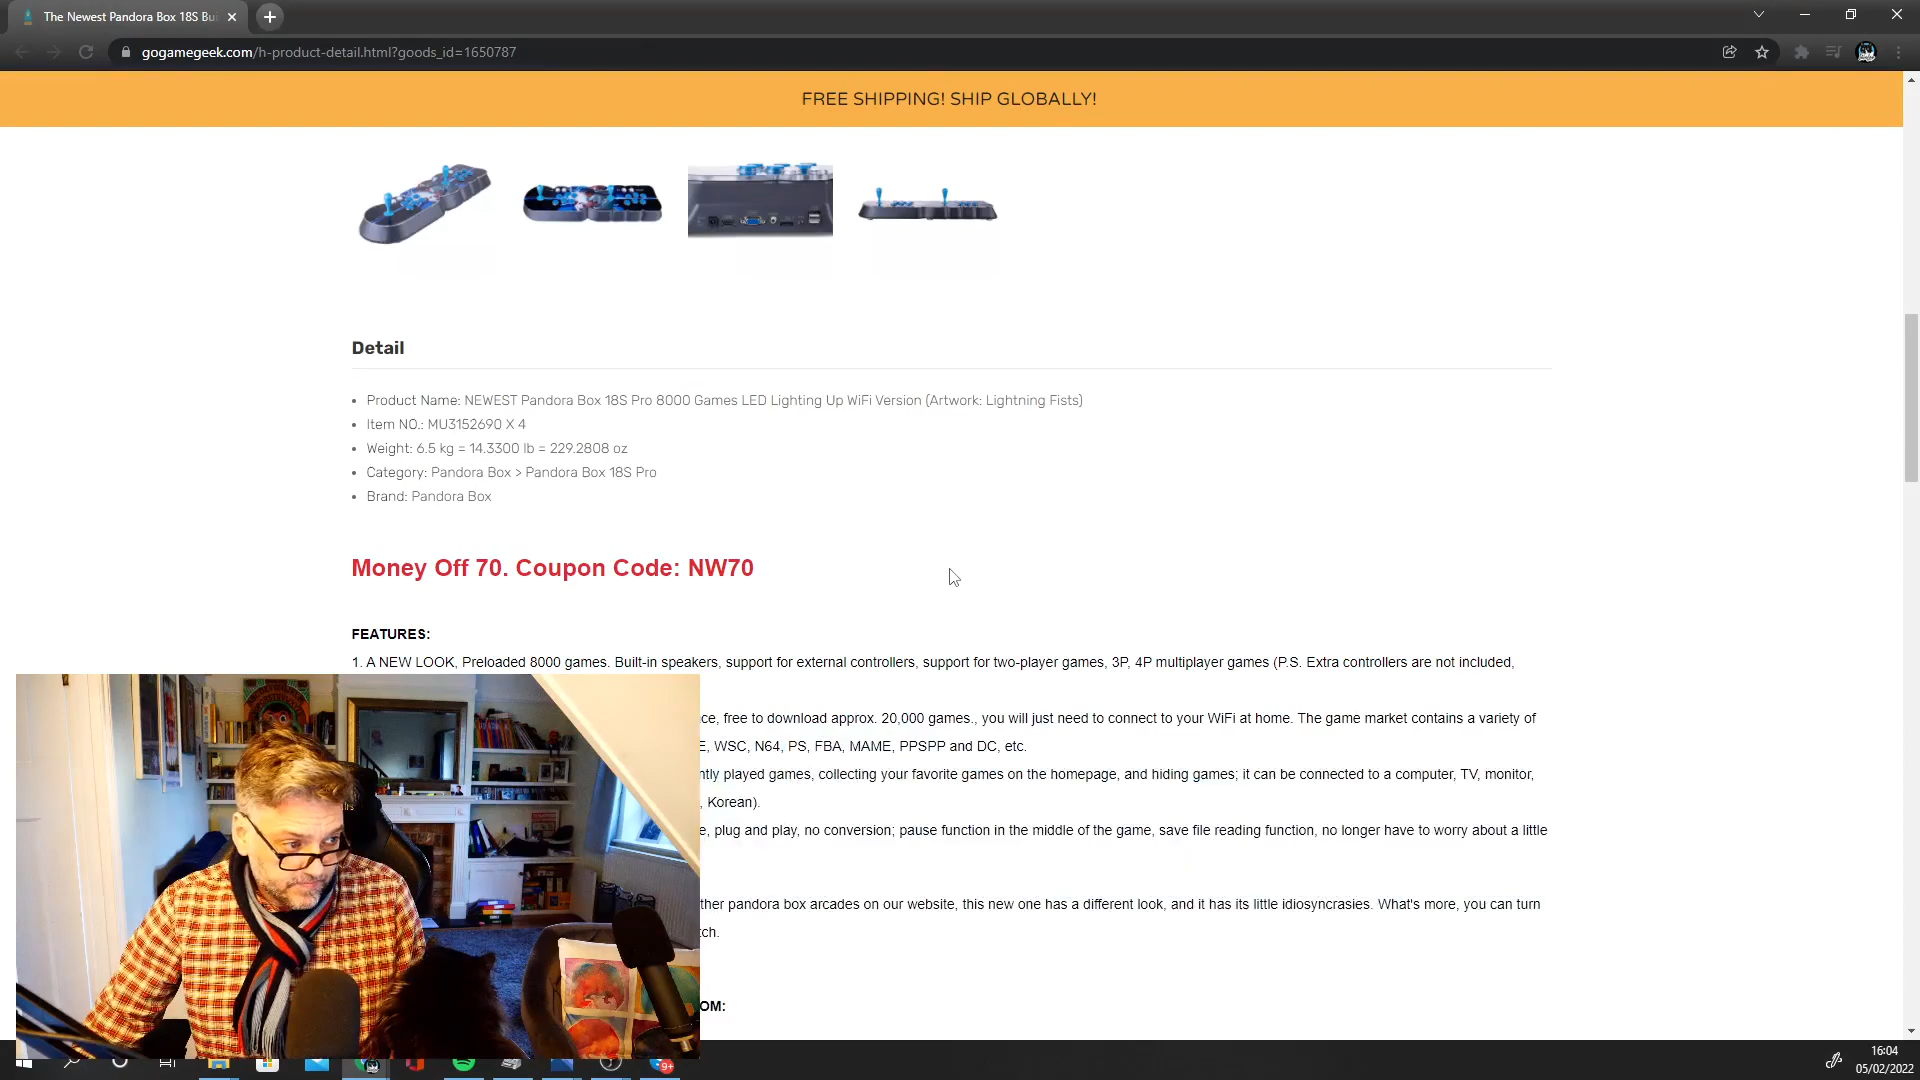 The Newest Pandora Box 18S Bui
gogamegeek.com/h-product-detail.html?goods_id=1650787
FREE SHIPPING! SHIP GLOBALLY!
Detail
Product Name: NEWEST Pandora Box 18S Pro 8000 Games LED Lighting Up WiFi Version (Artwork: Lightning Fists)
Item NO.: MU3152690 X 4
Weight: 6.5 kg = 14.3300 lb = 229.2808 oz
Category: Pandora Box > Pandora Box 18S Pro
Brand: Pandora Box
Money Off 70. Coupon Code: NW70
FEATURES:
1. A NEW LOOK, Preloaded 8000 games. Built-in speakers, support for external controllers, support for two-player games, 3P, 4P multiplayer games (P.S. Extra controllers are not included,
free to download approx. 20,000 games., you will just need to connect to your WiFi at home. The game market contains a variety of
WSC, N64, PS, FBA, MAME, PPSPP and DC, etc.
played games, collecting your favorite games on the homepage, and hiding games; it can be connected to a computer, TV, monitor,
, Korean).
plug and play, no conversion; pause function in the middle of the game, save file reading function, no longer have to worry about a little
ther pandora box arcades on our website, this new one has a different look, and it has its little idiosyncrasies. What's more, you can turn
tch.
OM:
9+
16:04
05/02/2022